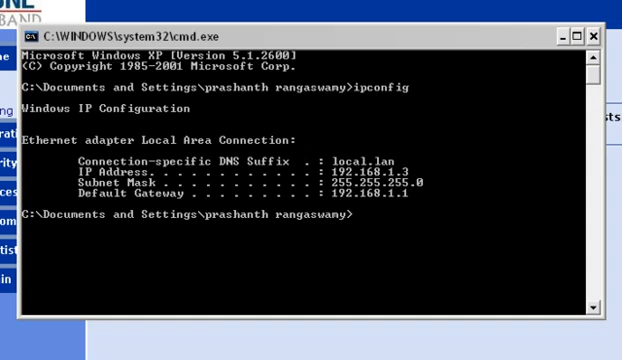 BAND
C:\WINDOWS\system32\cmd.exe
Microsoft Windows XP [Version 5.1.2600]
(C) Copyright 1985-2001 Microsoft Corp.
C:\Documents and Settings\prashanth rangaswamy>ipconfig
Windows IP Configuration
Ethernet adapter Local Area Connection:
Connection-specific DNS Suffix . : local.lan
IP Address. . . . . . . . . . . . : 192.168.1.3
Subnet Mask . . . . . . . . . . . : 255.255.255.0
Default Gateway . . . . . . . . . : 192.168.1.1
C:\Documents and Settings\prashanth rangaswamy>